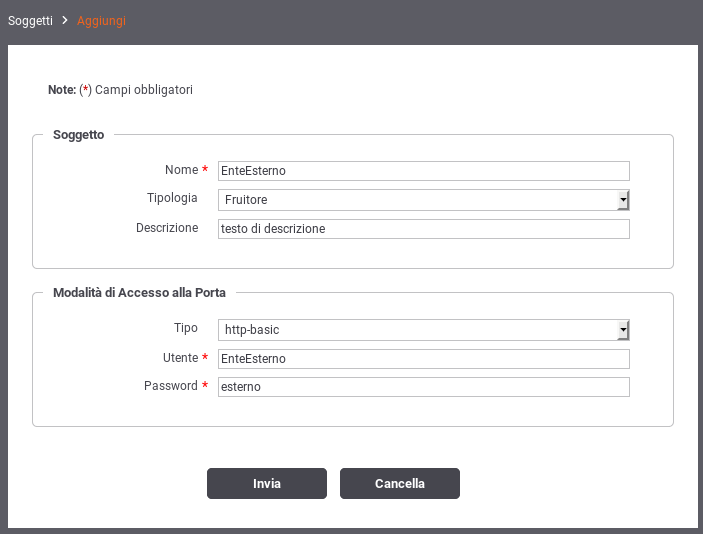 Soggetti > Aggiungi
Note: (*) Campi obbligatori
Soggetto
Nome * EnteEsterno
Tipologia Fruitore
Descrizione testo di descrizione
Modalità di Accesso alla Porta
Tipo http-basic
Utente * EnteEsterno
Password * esterno
Invia Cancella